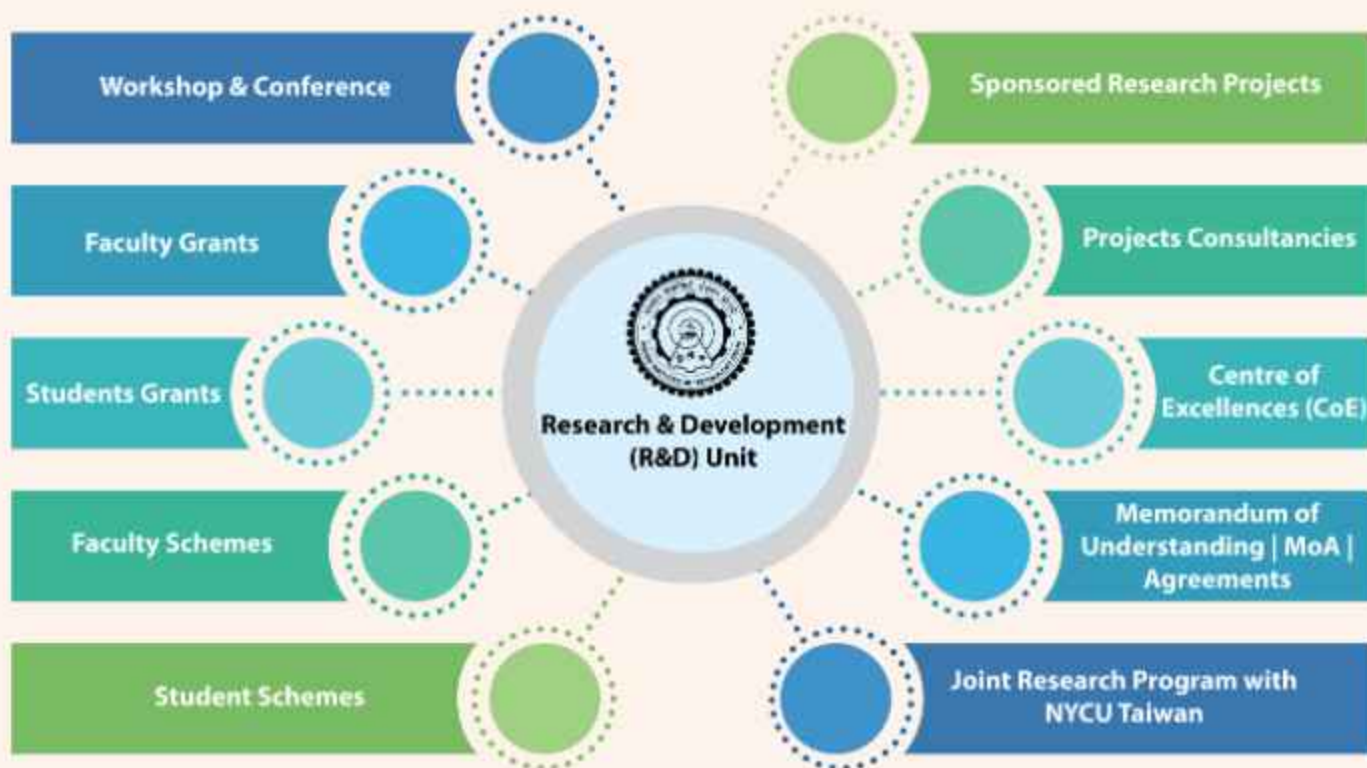 Workshop & Conference
Faculty Grants
Students Grants
Faculty Schemes
Student Schemes
Research & Development
(R&D) Unit
Sponsored Research Projects
Projects Consultancies
Centre of
Excellences (CoE)
Memorandum of
Understanding | MoA |
Agreements
Joint Research Program with
NYCU Taiwan